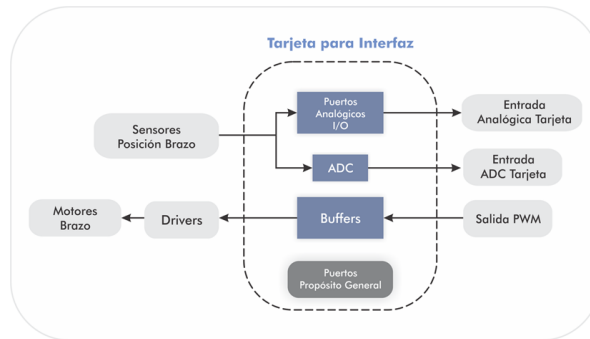 Tarjeta para Interfaz
Puertos
Analógicos
I/O
Entrada
Analógica Tarjeta
Sensores
Posición Brazo
ADC
Entrada
ADC Tarjeta
Motores
Brazo
Drivers
Buffers
Salida PWM
Puertos
Propósito General